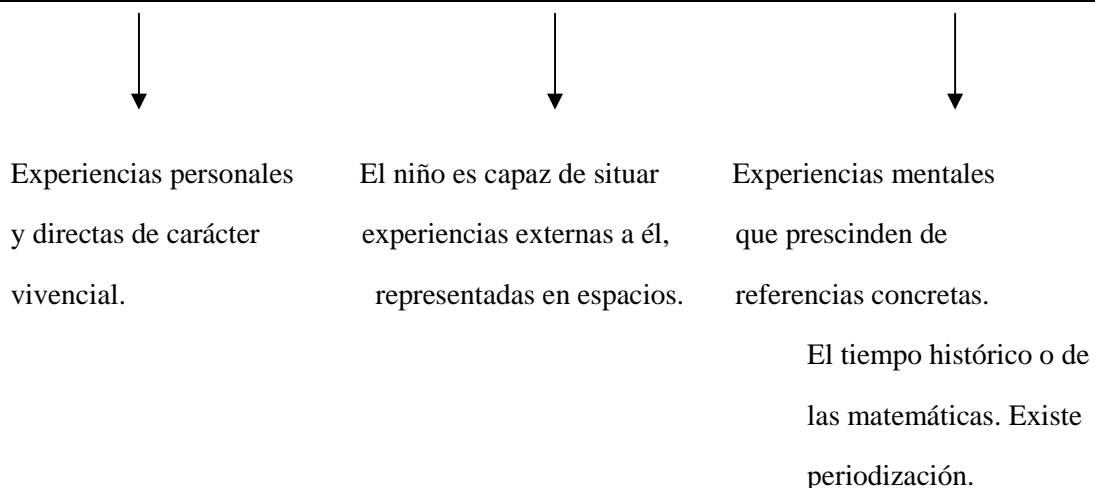 Experiencias personales
y directas de carácter
vivencial.
El niño es capaz de situar
experiencias externas a él,
representadas en espacios.
Experiencias mentales
que prescinden de
referencias concretas.
El tiempo histórico o de
las matemáticas. Existe
periodización.